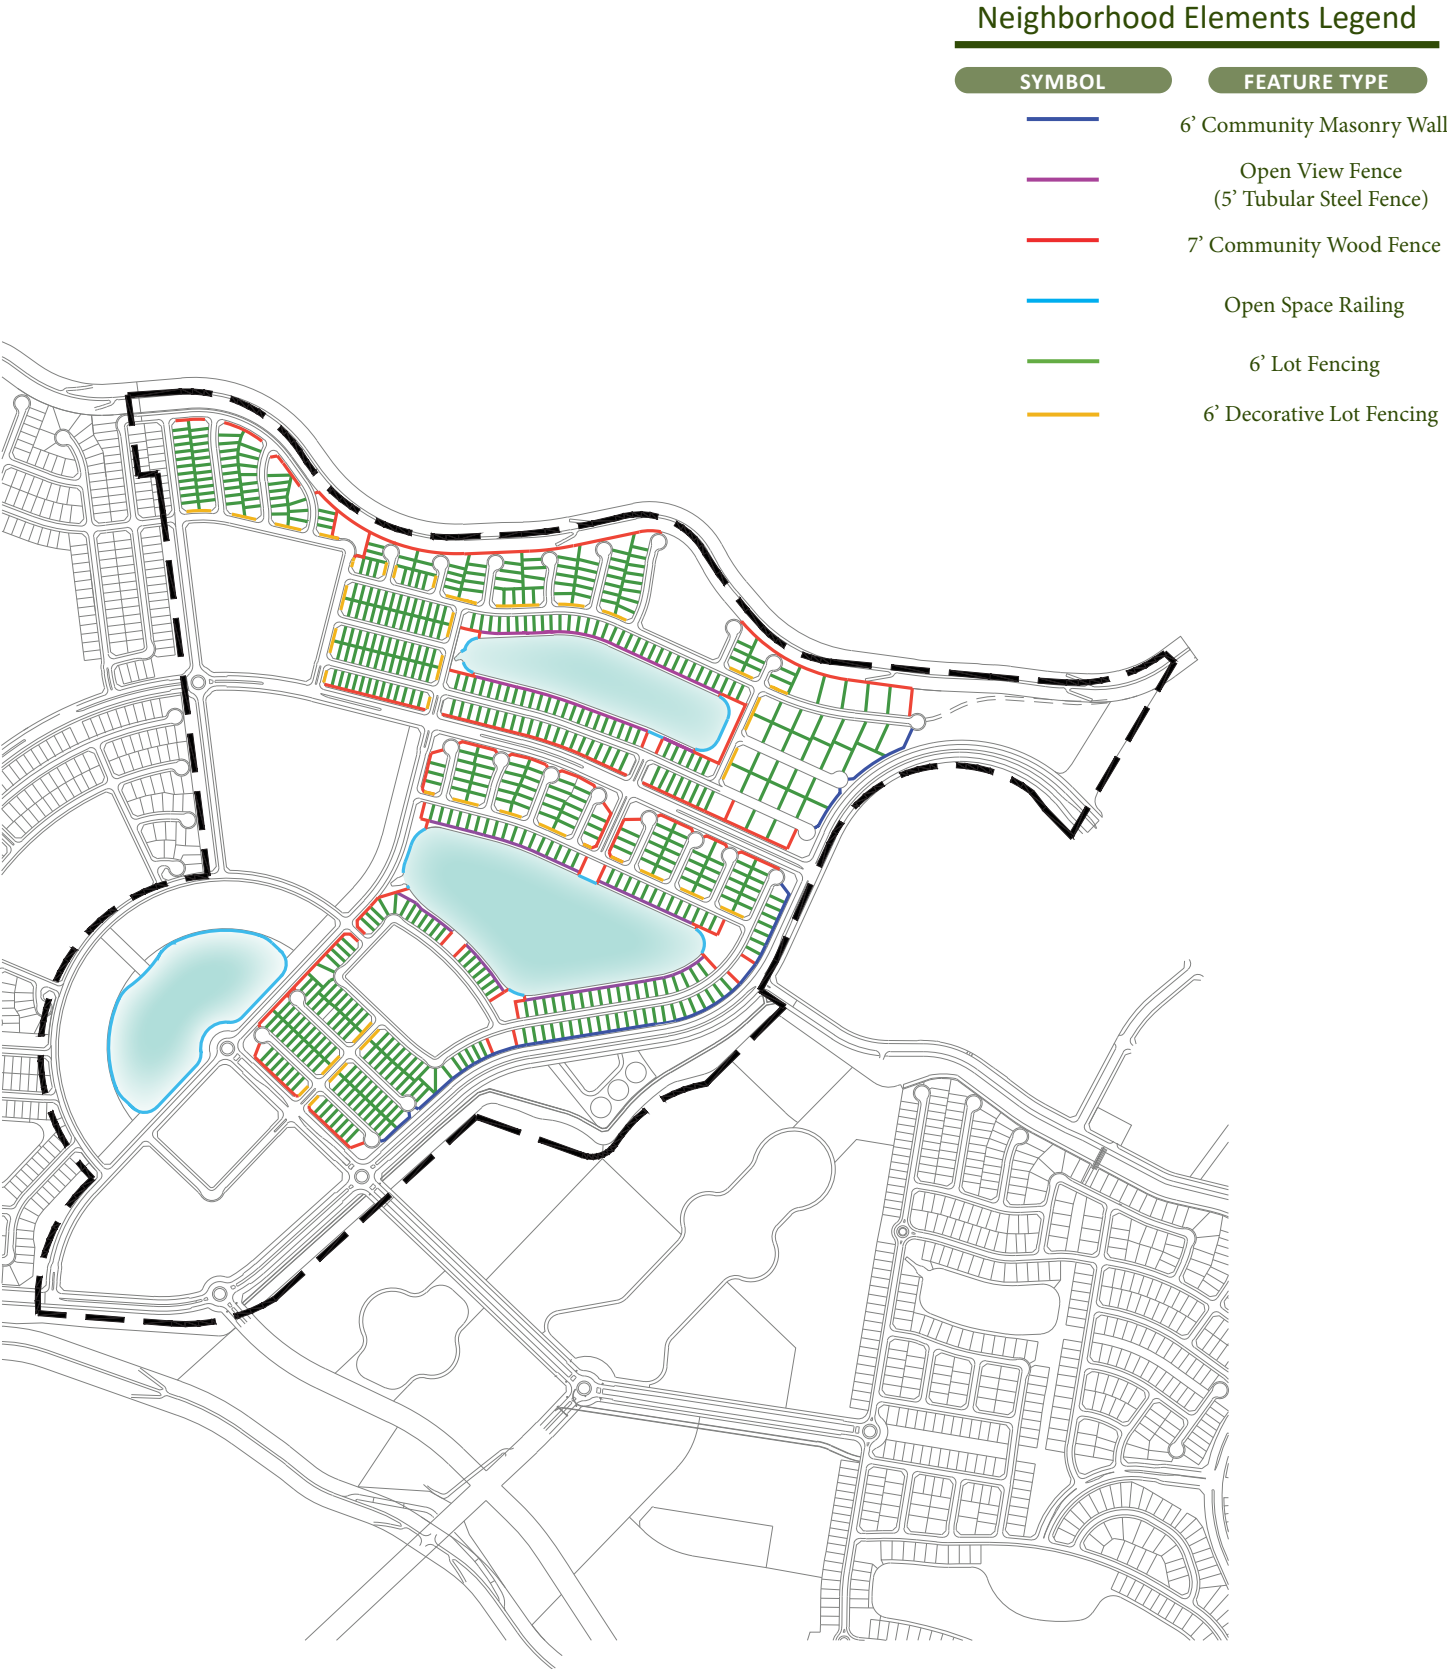 Neighborhood Elements Legend
SYMBOL
FEATURE TYPE
6’ Community Masonry Wall
Open View Fence
(5’ Tubular Steel Fence)
7’ Community Wood Fence
Open Space Railing
6’ Lot Fencing
6’ Decorative Lot Fencing